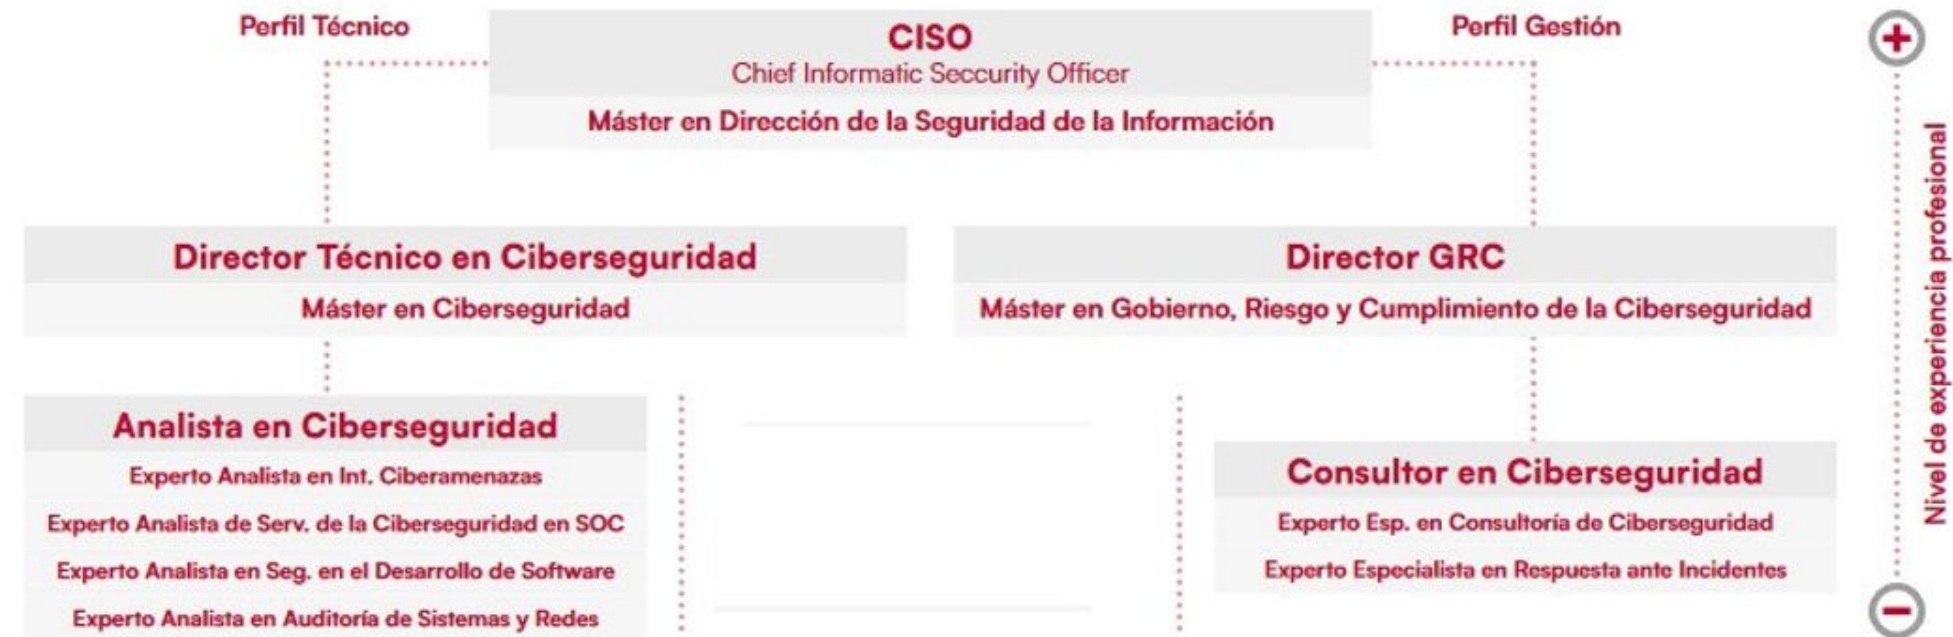 Perfil Técnico
CISO
Chief Informatic Seccurity Officer
Máster en Dirección de la Seguridad de la Información
Perfil Gestión
Director Técnico en Ciberseguridad
Máster en Ciberseguridad
Director GRC
Máster en Gobierno, Riesgo y Cumplimiento de la Ciberseguridad
Analista en Ciberseguridad
Experto Analista en Int. Ciberamenazas
Experto Analista de Serv. de la Ciberseguridad en SOC
Experto Analista en Seg. en el Desarrollo de Software
Experto Analista en Auditoría de Sistemas y Redes
Consultor en Ciberseguridad
Experto Esp. en Consultoría de Ciberseguridad
Experto Especialista en Respuesta ante Incidentes
+
Nivel de experiencia profesional
−